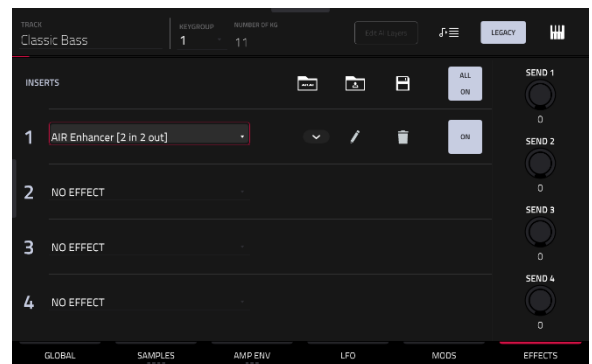 TRACK KEYGROUP NUMBER OF KG
Classic Bass 1 11 Edit All Layers LEGACY
INSERTS ALL ON SEND 1
0
1 AIR Enhancer [2 in 2 out] ON SEND 2
0
2 NO EFFECT
SEND 3
3 NO EFFECT 0
SEND 4
4 NO EFFECT
0
GLOBAL SAMPLES AMP ENV LFO MODS EFFECTS